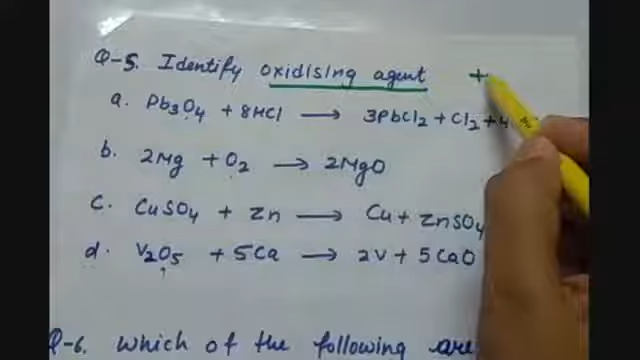 Q-5. Identify oxidising agent +
a. Pb₃O₄ + 8HCl → 3PbCl₂ + Cl₂ + 4
b. 2Mg + O₂ → 2MgO
c. CuSO₄ + Zn → Cu + ZnSO₄
d. V₂O₅ + 5Ca → 2V + 5CaO
Q-6. Which of the following are